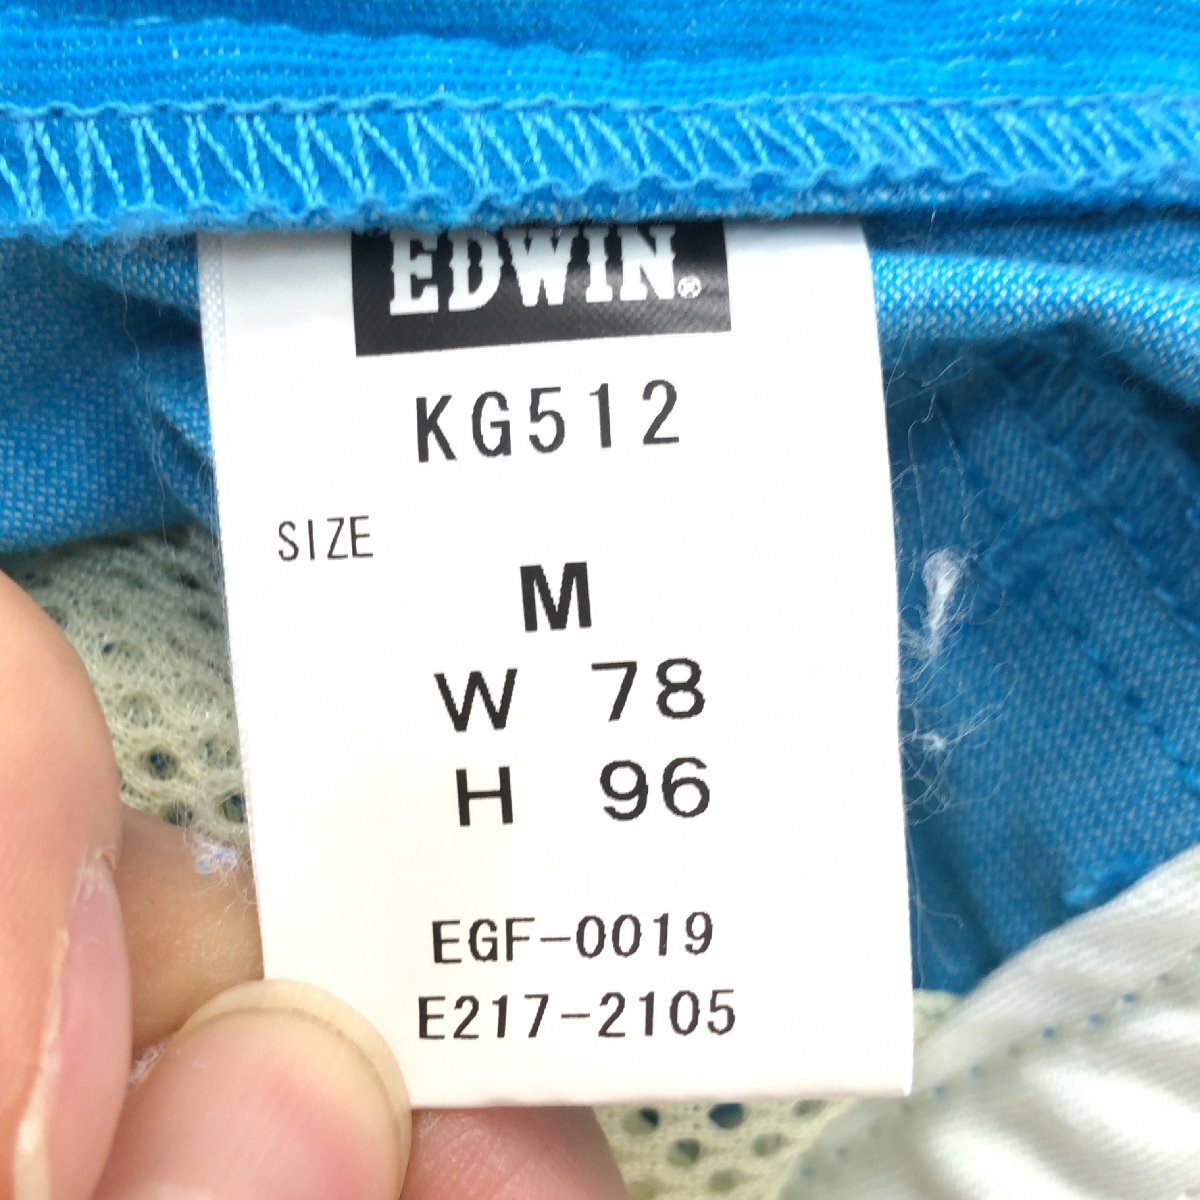 EDWIN®
KG512
SIZE
M
W 78
H 96
EGF-0019
E217-2105